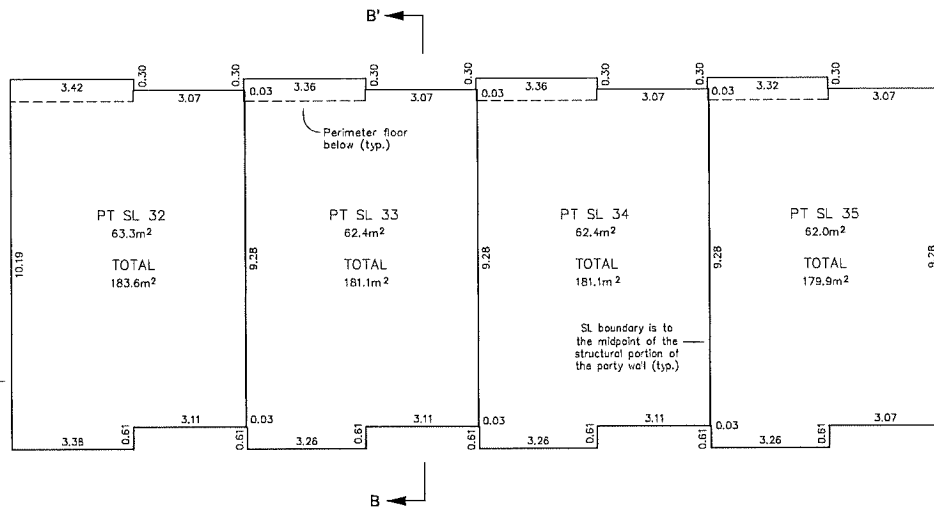 B'
0.30
0.30
0.30
0.30
0.30
0.30
0.30
3.42
3.07
0.03
3.36
3.07
0.03
3.36
3.07
0.03
3.32
3.07
Perimeter floor
below (typ.)
PT SL 32
63.3m²
TOTAL
183.6m²
PT SL 33
62.4m²
TOTAL
181.1m²
PT SL 34
62.4m²
TOTAL
181.1m²
PT SL 35
62.0m²
TOTAL
179.9m²
10.19
9.28
9.28
9.28
9.28
SL boundary is to
the midpoint of the
structural portion of
the party wall (typ.)
3.38
0.61
3.11
0.61
0.03
3.26
0.61
3.11
0.61
0.03
3.26
0.61
3.11
0.61
0.03
3.26
0.61
3.07
B